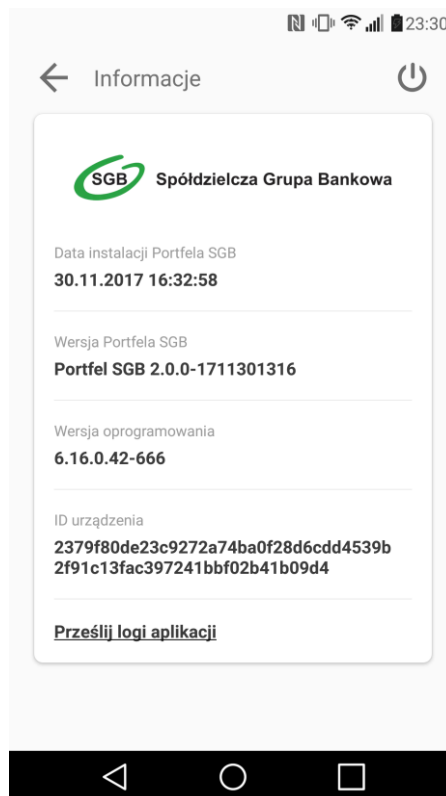 23:30
Informacje
SGB Spółdzielcza Grupa Bankowa
Data instalacji Portfela SGB
30.11.2017 16:32:58
Wersja Portfela SGB
Portfel SGB 2.0.0-1711301316
Wersja oprogramowania
6.16.0.42-666
ID urządzenia
2379f80de23c9272a74ba0f28d6cdd4539b
2f91c13fac397241bbf02b41b09d4
Prześlij logi aplikacji